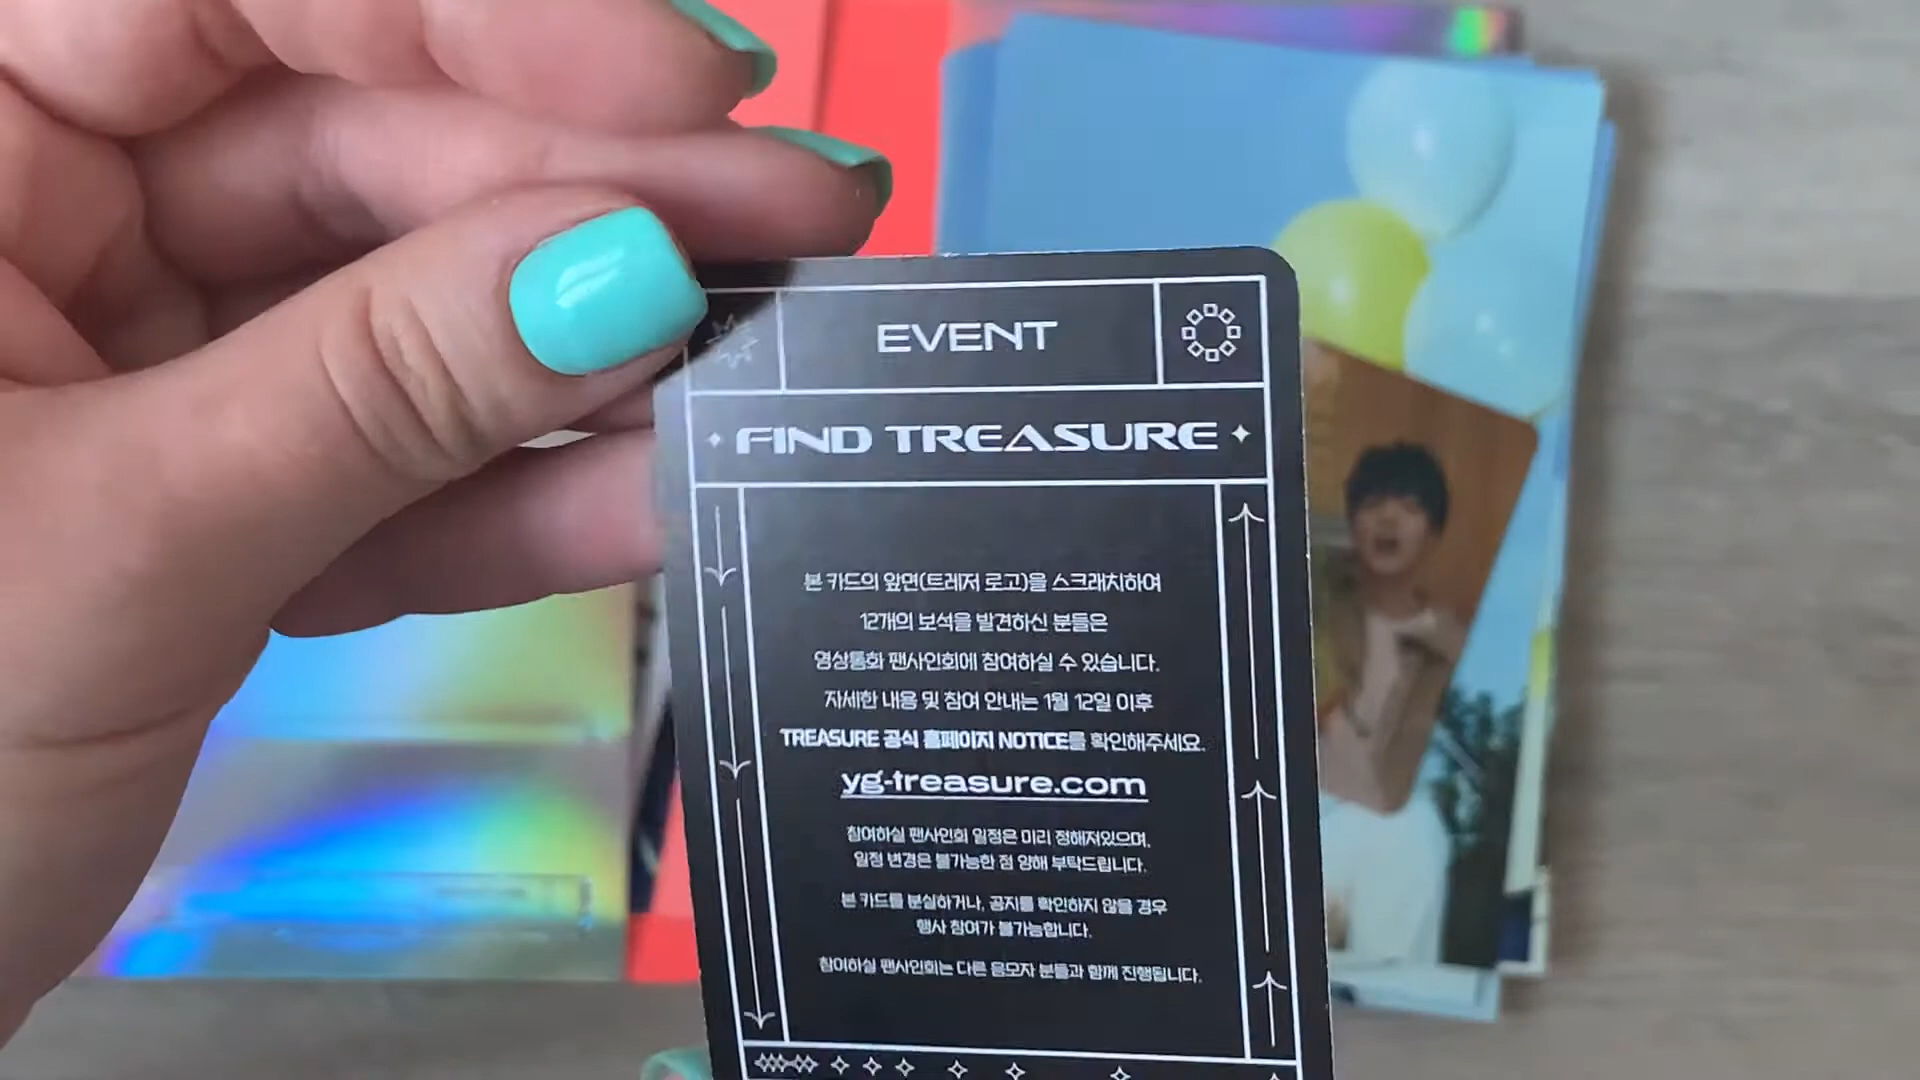 EVENT
FIND TREASURE
본 카드의 앞면(트레저 로고)을 스크래치하여
12개의 보석을 발견하신 분들은
영상통화 팬사인회에 참여하실 수 있습니다.
자세한 내용 및 참여 안내는 1월 12일 이후
TREASURE 공식 홈페이지 NOTICE를 확인해주세요.
yg-treasure.com
참여하실 팬사인회 일정은 미리 정해져있으며,
일정 변경은 불가능한 점 양해 부탁드립니다.
본 카드를 분실하거나, 공지를 확인하지 않을 경우
행사 참여가 불가능합니다.
참여하실 팬사인회는 다른 응모자 분들과 함께 진행됩니다.